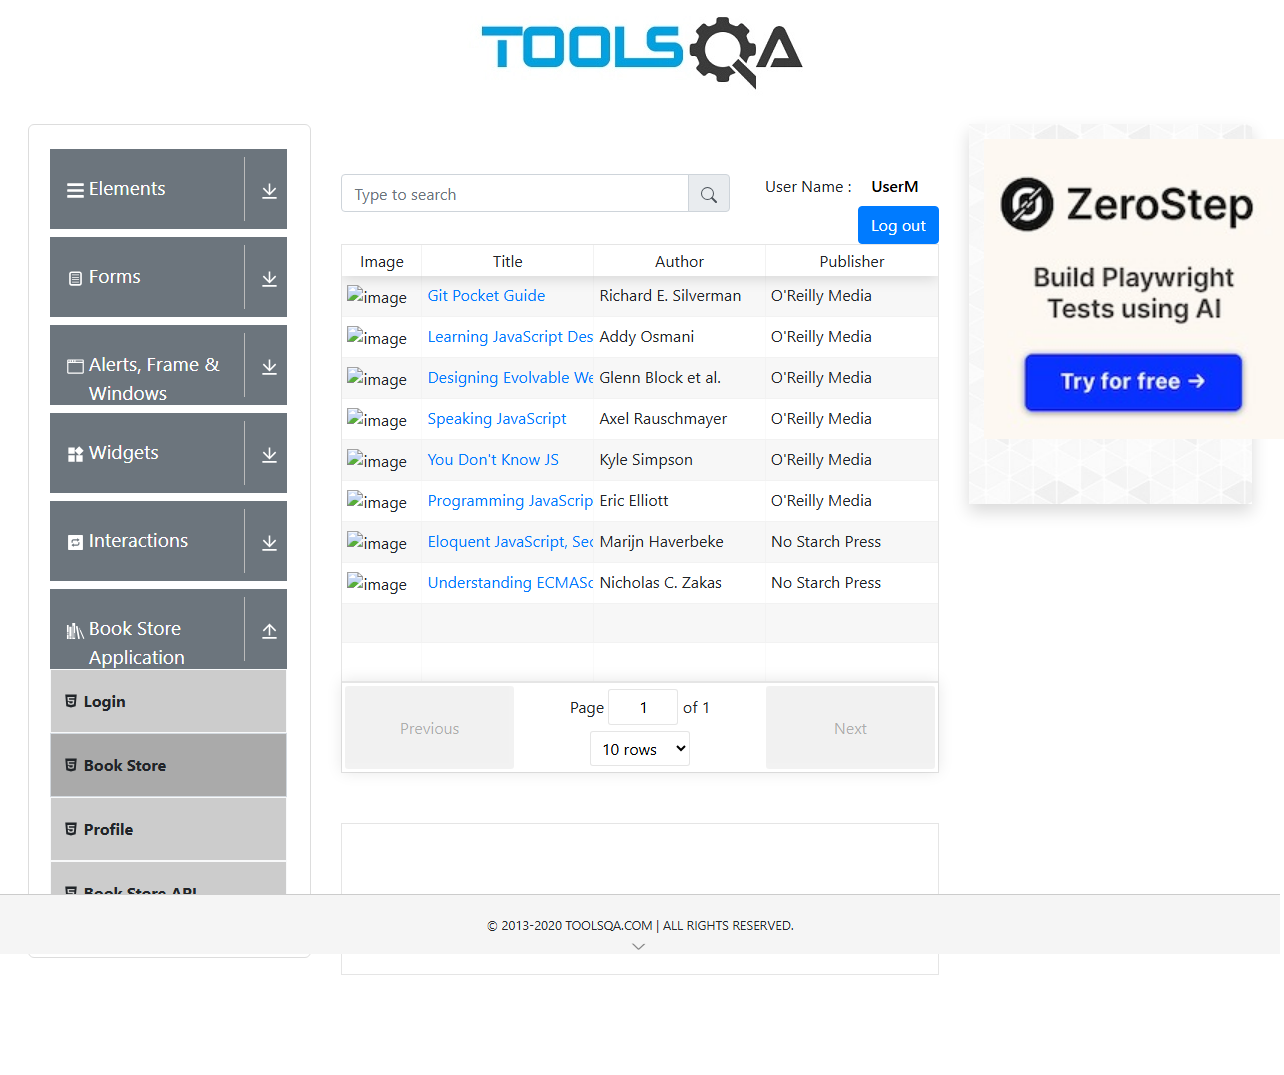 TOOLSQA
Elements
Forms
Alerts, Frame &
Windows
Widgets
Interactions
Book Store
Application
Login
Book Store
Profile
Book Store API
Type to search
User Name : UserM
Log out
Image Title Author Publisher
image Git Pocket Guide Richard E. Silverman O'Reilly Media
image Learning JavaScript Des Addy Osmani O'Reilly Media
image Designing Evolvable We Glenn Block et al. O'Reilly Media
image Speaking JavaScript Axel Rauschmayer O'Reilly Media
image You Don't Know JS Kyle Simpson O'Reilly Media
image Programming JavaScrip Eric Elliott O'Reilly Media
image Eloquent JavaScript, Sec Marijn Haverbeke No Starch Press
image Understanding ECMASc Nicholas C. Zakas No Starch Press
Previous
Page 1 of 1
10 rows
Next
ZeroStep
Build Playwright
Tests using AI
Try for free →
© 2013-2020 TOOLSQA.COM | ALL RIGHTS RESERVED.